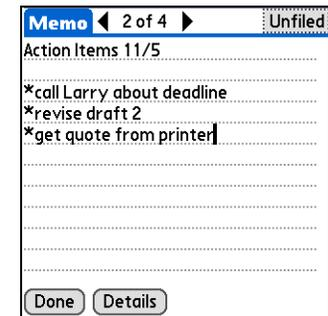 Memo 2 of 4 Unfiled
Action Items 11/5
*call Larry about deadline
*revise draft 2
*get quote from printer
Done Details